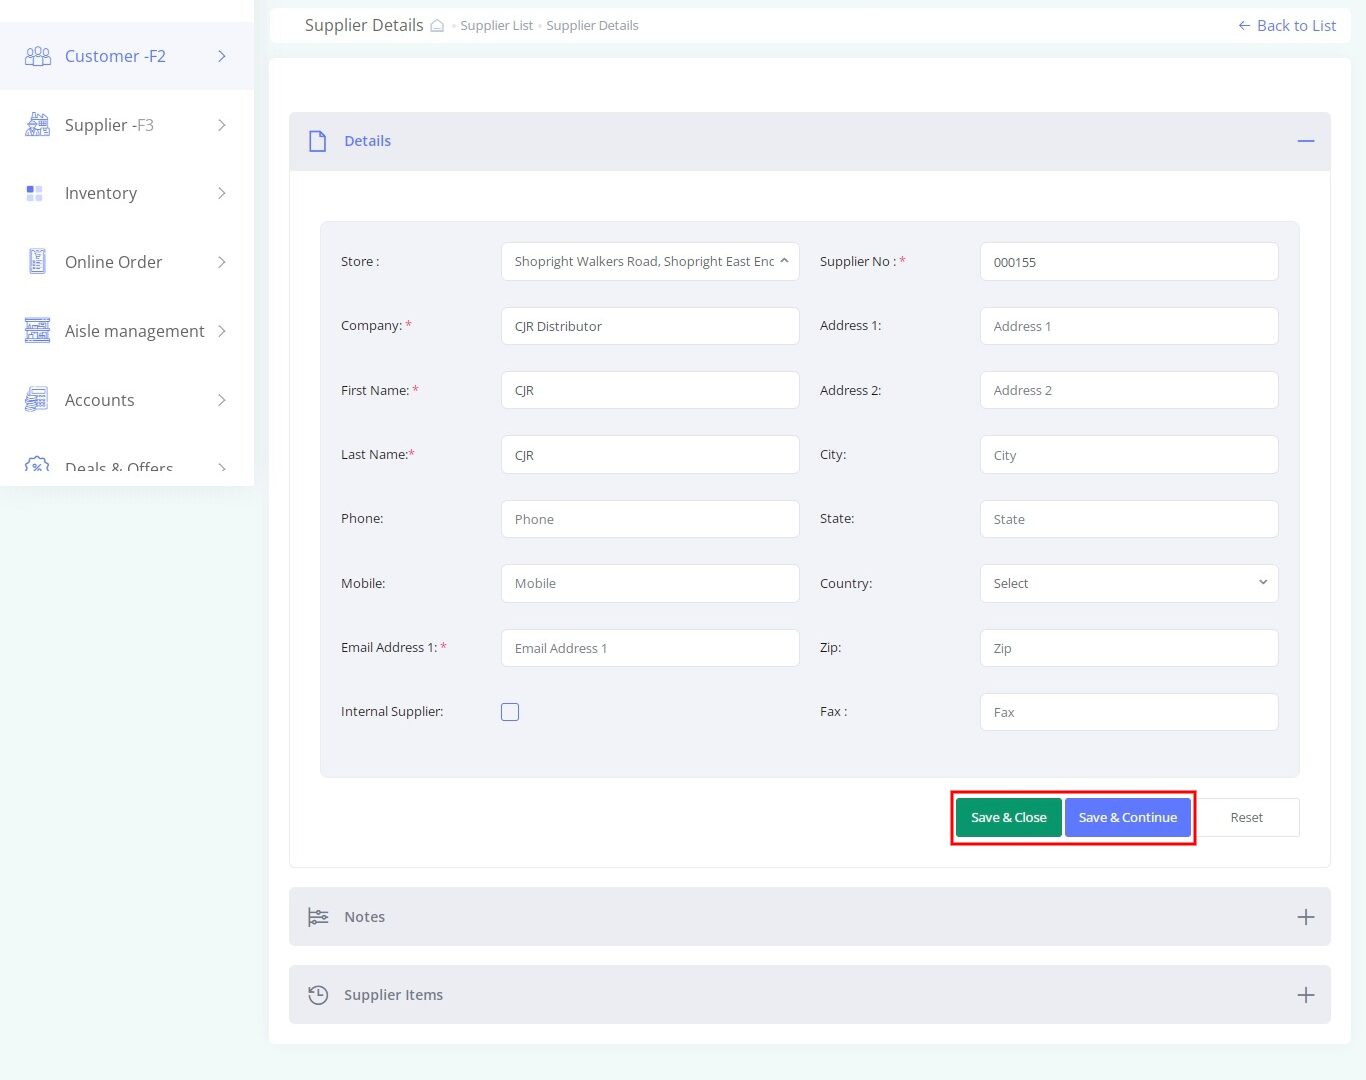 Supplier Details • Supplier List • Supplier Details
← Back to List
Customer -F2
Supplier -F3
Inventory
Online Order
Aisle management
Accounts
Deals & Offers
Details
Store : Shopright Walkers Road, Shopright East Enc
Supplier No : * 000155
Company: * CJR Distributor
Address 1: Address 1
First Name: * CJR
Address 2: Address 2
Last Name:* CJR
City: City
Phone: Phone
State: State
Mobile: Mobile
Country: Select
Email Address 1: * Email Address 1
Zip: Zip
Internal Supplier:
Fax : Fax
Save & Close Save & Continue Reset
Notes
Supplier Items